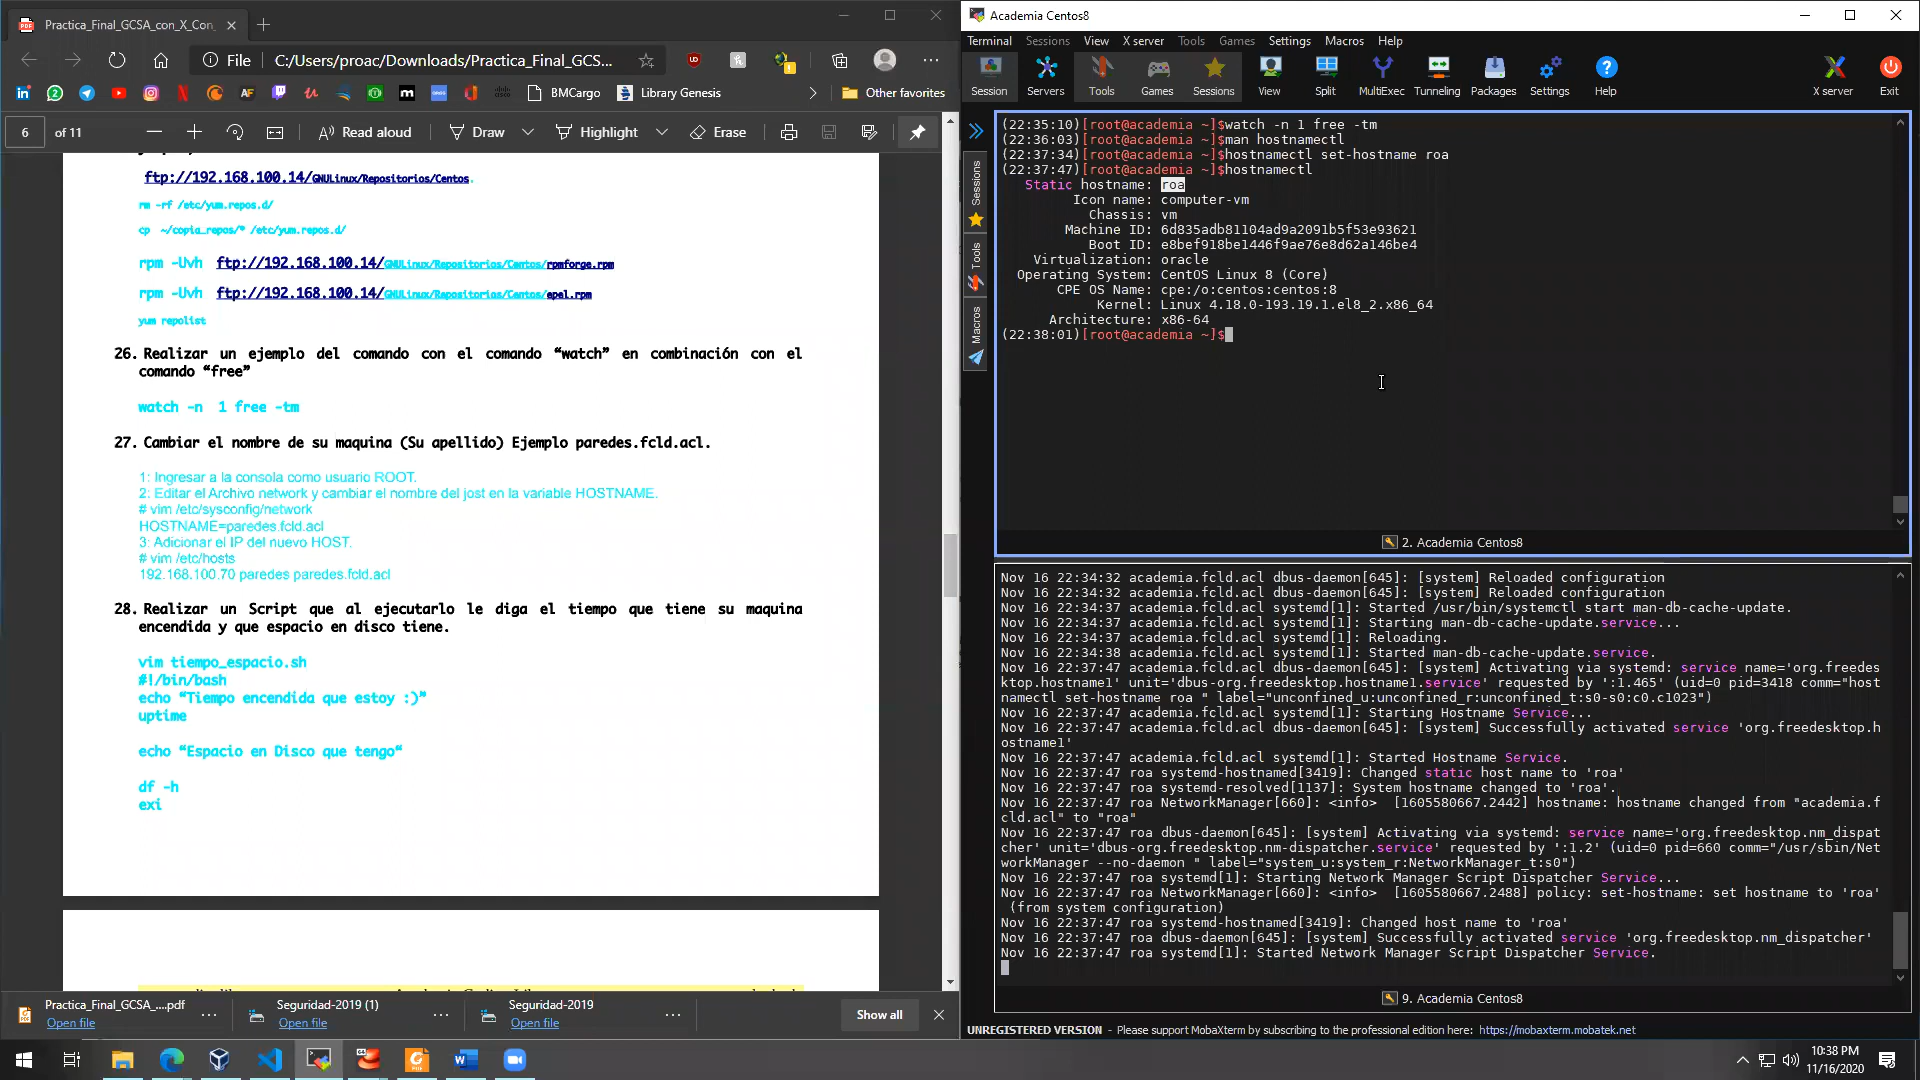 Practica_Final_GCSA_con_X_Con_
File
C:/Users/proac/Downloads/Practica_Final_GCS...
BMCargo
Library Genesis
Other favorites
6 of 11
Read aloud
Draw
Highlight
Erase
ftp://192.168.100.14/GNULinux/Repositorios/Centos.
rm -rf /etc/yum.repos.d/
cp ~/copia_repos/* /etc/yum.repos.d/
rpm -Uvh ftp://192.168.100.14/GNULinux/Repositorios/Centos/rpmforge.rpm
rpm -Uvh ftp://192.168.100.14/GNULinux/Repositorios/Centos/epel.rpm
yum repolist
26. Realizar un ejemplo del comando con el comando “watch” en combinación con el
comando “free”
watch -n 1 free -tm
27. Cambiar el nombre de su maquina (Su apellido) Ejemplo paredes.fcld.acl.
1: Ingresar a la consola como usuario ROOT.
2: Editar el Archivo network y cambiar el nombre del jost en la variable HOSTNAME.
# vim /etc/sysconfig/network
HOSTNAME=paredes.fcld.acl
3: Adicionar el IP del nuevo HOST.
# vim /etc/hosts
192.168.100.70 paredes paredes.fcld.acl
28. Realizar un Script que al ejecutarlo le diga el tiempo que tiene su maquina
encendida y que espacio en disco tiene.
vim tiempo_espacio.sh
#!/bin/bash
echo “Tiempo encendida que estoy :)”
uptime
echo “Espacio en Disco que tengo“
df -h
exi
Practica_Final_GCSA_....pdf
Open file
Seguridad-2019 (1)
Open file
Seguridad-2019
Open file
Show all
Academia Centos8
Terminal Sessions View X server Tools Games Settings Macros Help
Session Servers Tools Games Sessions View Split MultiExec Tunneling Packages Settings Help X server Exit
Sessions
Tools
Macros
(22:35:10)[root@academia ~]$watch -n 1 free -tm
(22:36:03)[root@academia ~]$man hostnamectl
(22:37:34)[root@academia ~]$hostnamectl set-hostname roa
(22:37:47)[root@academia ~]$hostnamectl
Static hostname: roa
Icon name: computer-vm
Chassis: vm
Machine ID: 6d835adb81104ad9a2091b5f53e93621
Boot ID: e8bef918be1446f9ae76e8d62a146be4
Virtualization: oracle
Operating System: CentOS Linux 8 (Core)
CPE OS Name: cpe:/o:centos:centos:8
Kernel: Linux 4.18.0-193.19.1.el8_2.x86_64
Architecture: x86-64
(22:38:01)[root@academia ~]$
2. Academia Centos8
Nov 16 22:34:32 academia.fcld.acl dbus-daemon[645]: [system] Reloaded configuration
Nov 16 22:34:32 academia.fcld.acl dbus-daemon[645]: [system] Reloaded configuration
Nov 16 22:34:37 academia.fcld.acl systemd[1]: Started /usr/bin/systemctl start man-db-cache-update.
Nov 16 22:34:37 academia.fcld.acl systemd[1]: Starting man-db-cache-update.service...
Nov 16 22:34:37 academia.fcld.acl systemd[1]: Reloading.
Nov 16 22:34:38 academia.fcld.acl systemd[1]: Started man-db-cache-update.service.
Nov 16 22:37:47 academia.fcld.acl dbus-daemon[645]: [system] Activating via systemd: service name='org.freedes
ktop.hostname1' unit='dbus-org.freedesktop.hostname1.service' requested by ':1.465' (uid=0 pid=3418 comm="host
namectl set-hostname roa " label="unconfined_u:unconfined_r:unconfined_t:s0-s0:c0.c1023")
Nov 16 22:37:47 academia.fcld.acl systemd[1]: Starting Hostname Service...
Nov 16 22:37:47 academia.fcld.acl dbus-daemon[645]: [system] Successfully activated service 'org.freedesktop.h
ostname1'
Nov 16 22:37:47 academia.fcld.acl systemd[1]: Started Hostname Service.
Nov 16 22:37:47 roa systemd-hostnamed[3419]: Changed static host name to 'roa'
Nov 16 22:37:47 roa systemd-resolved[1137]: System hostname changed to 'roa'.
Nov 16 22:37:47 roa NetworkManager[660]: <info>  [1605580667.2442] hostname: hostname changed from "academia.f
cld.acl" to "roa"
Nov 16 22:37:47 roa dbus-daemon[645]: [system] Activating via systemd: service name='org.freedesktop.nm_dispat
cher' unit='dbus-org.freedesktop.nm-dispatcher.service' requested by ':1.2' (uid=0 pid=660 comm="/usr/sbin/Net
workManager --no-daemon " label="system_u:system_r:NetworkManager_t:s0")
Nov 16 22:37:47 roa systemd[1]: Starting Network Manager Script Dispatcher Service...
Nov 16 22:37:47 roa NetworkManager[660]: <info>  [1605580667.2488] policy: set-hostname: set hostname to 'roa'
(from system configuration)
Nov 16 22:37:47 roa systemd-hostnamed[3419]: Changed host name to 'roa'
Nov 16 22:37:47 roa dbus-daemon[645]: [system] Successfully activated service 'org.freedesktop.nm_dispatcher'
Nov 16 22:37:47 roa systemd[1]: Started Network Manager Script Dispatcher Service.
9. Academia Centos8
UNREGISTERED VERSION - Please support MobaXterm by subscribing to the professional edition here: https://mobaxterm.mobatek.net
10:38 PM
11/16/2020